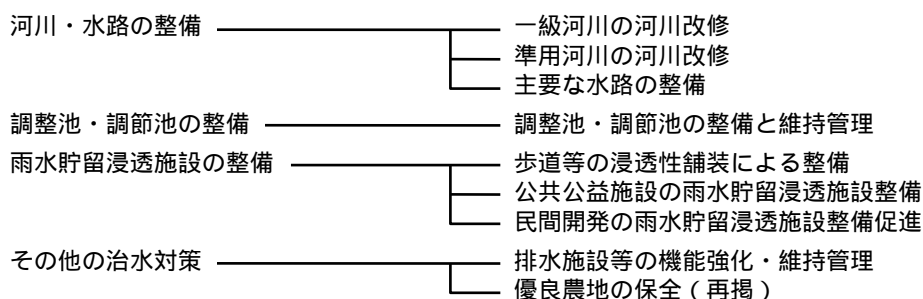 河川・水路の整備 一級河川の河川改修
準用河川の河川改修
主要な水路の整備
調整池・調節池の整備 調整池・調節池の整備と維持管理
雨水貯留浸透施設の整備 歩道等の浸透性舗装による整備
公共公益施設の雨水貯留浸透施設整備
民間開発の雨水貯留浸透施設整備促進
その他の治水対策 排水施設等の機能強化・維持管理
優良農地の保全（再掲）